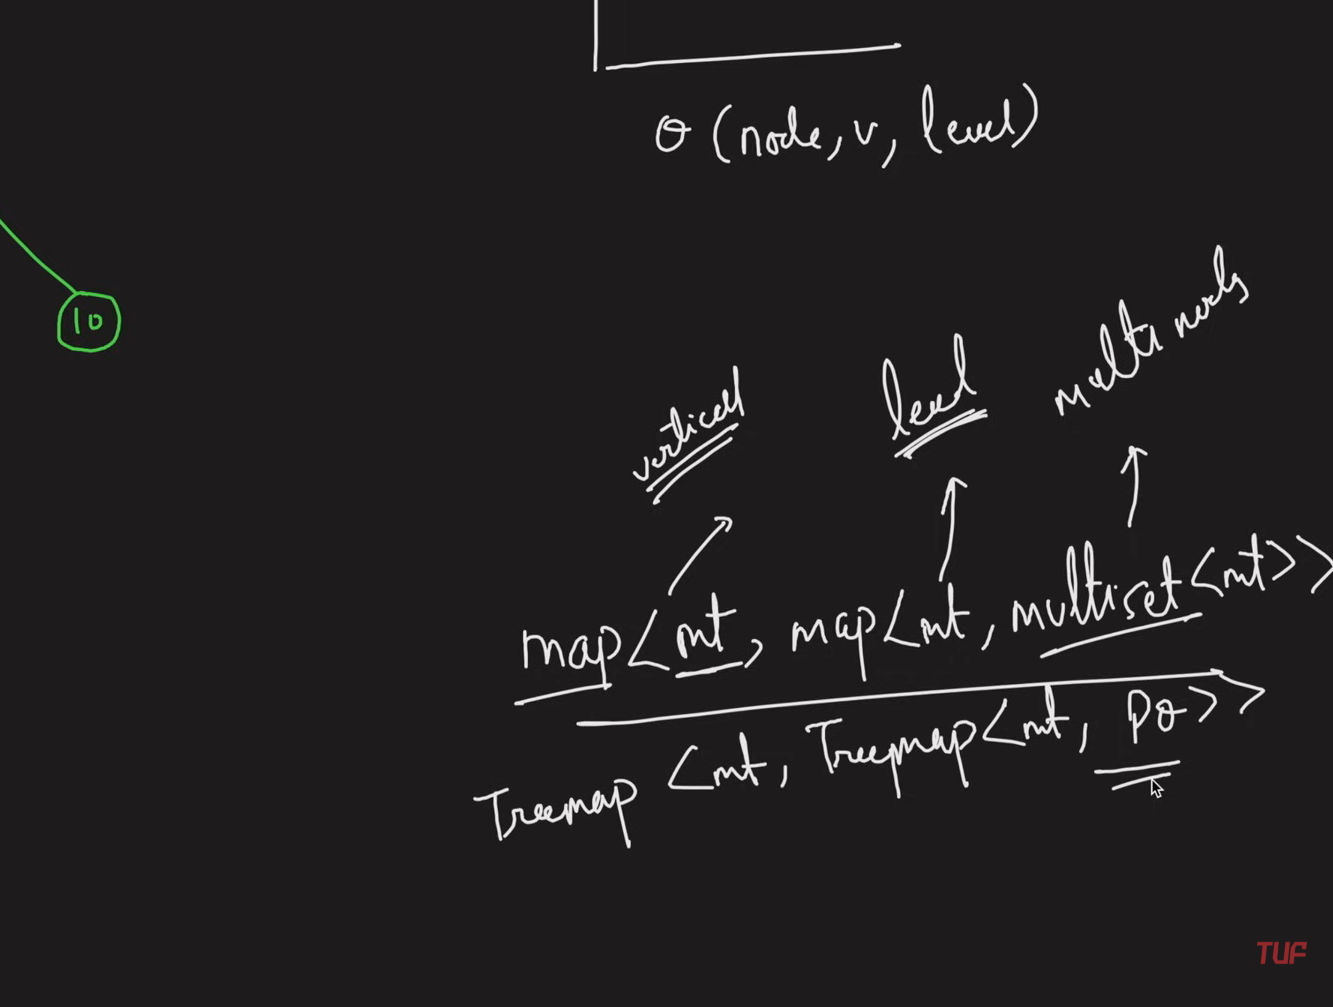 Q (node, v, level)
10
multi nodes
level
vertical
map<int, map<int, multiset<int>>
Treemap <int, Treemap<int, PQ>>
TUF